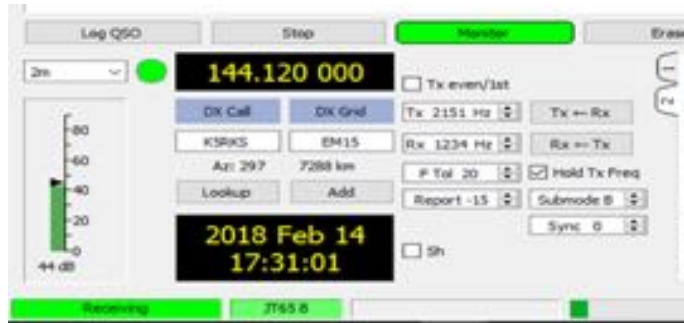 Log QSO Stop Monitor Eras
2m 144.120 000 Tx even/1st
DX Call DX Grid Tx 2151 Hz Tx ← Rx
K5RKS EM15 Rx 1234 Hz Rx ← Tx
Az: 297 7288 km F Tol 20 Hold Tx Freq
Lookup Add Report -15 Submode B
Sync 0
80
60
40
20
0
44 dB
2018 Feb 14
17:31:01
Sh
1
2
Receiving JT65 B